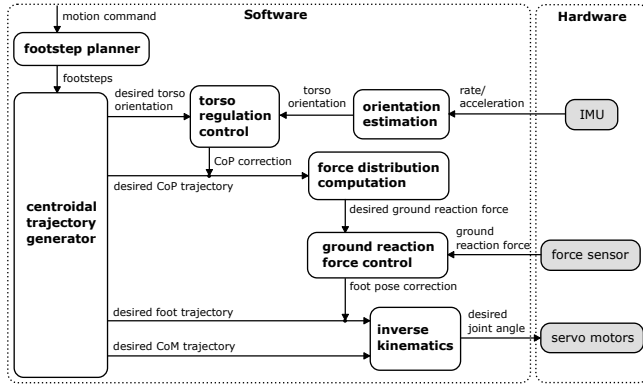 Software
Hardware
motion command
footstep planner
footsteps
desired torso
orientation
torso
regulation
control
torso
orientation
orientation
estimation
rate/
acceleration
IMU
CoP correction
desired CoP trajectory
force distribution
computation
centroidal
trajectory
generator
desired ground reaction force
ground reaction
force control
ground
reaction force
force sensor
foot pose correction
desired foot trajectory
inverse
kinematics
desired
joint angle
servo motors
desired CoM trajectory